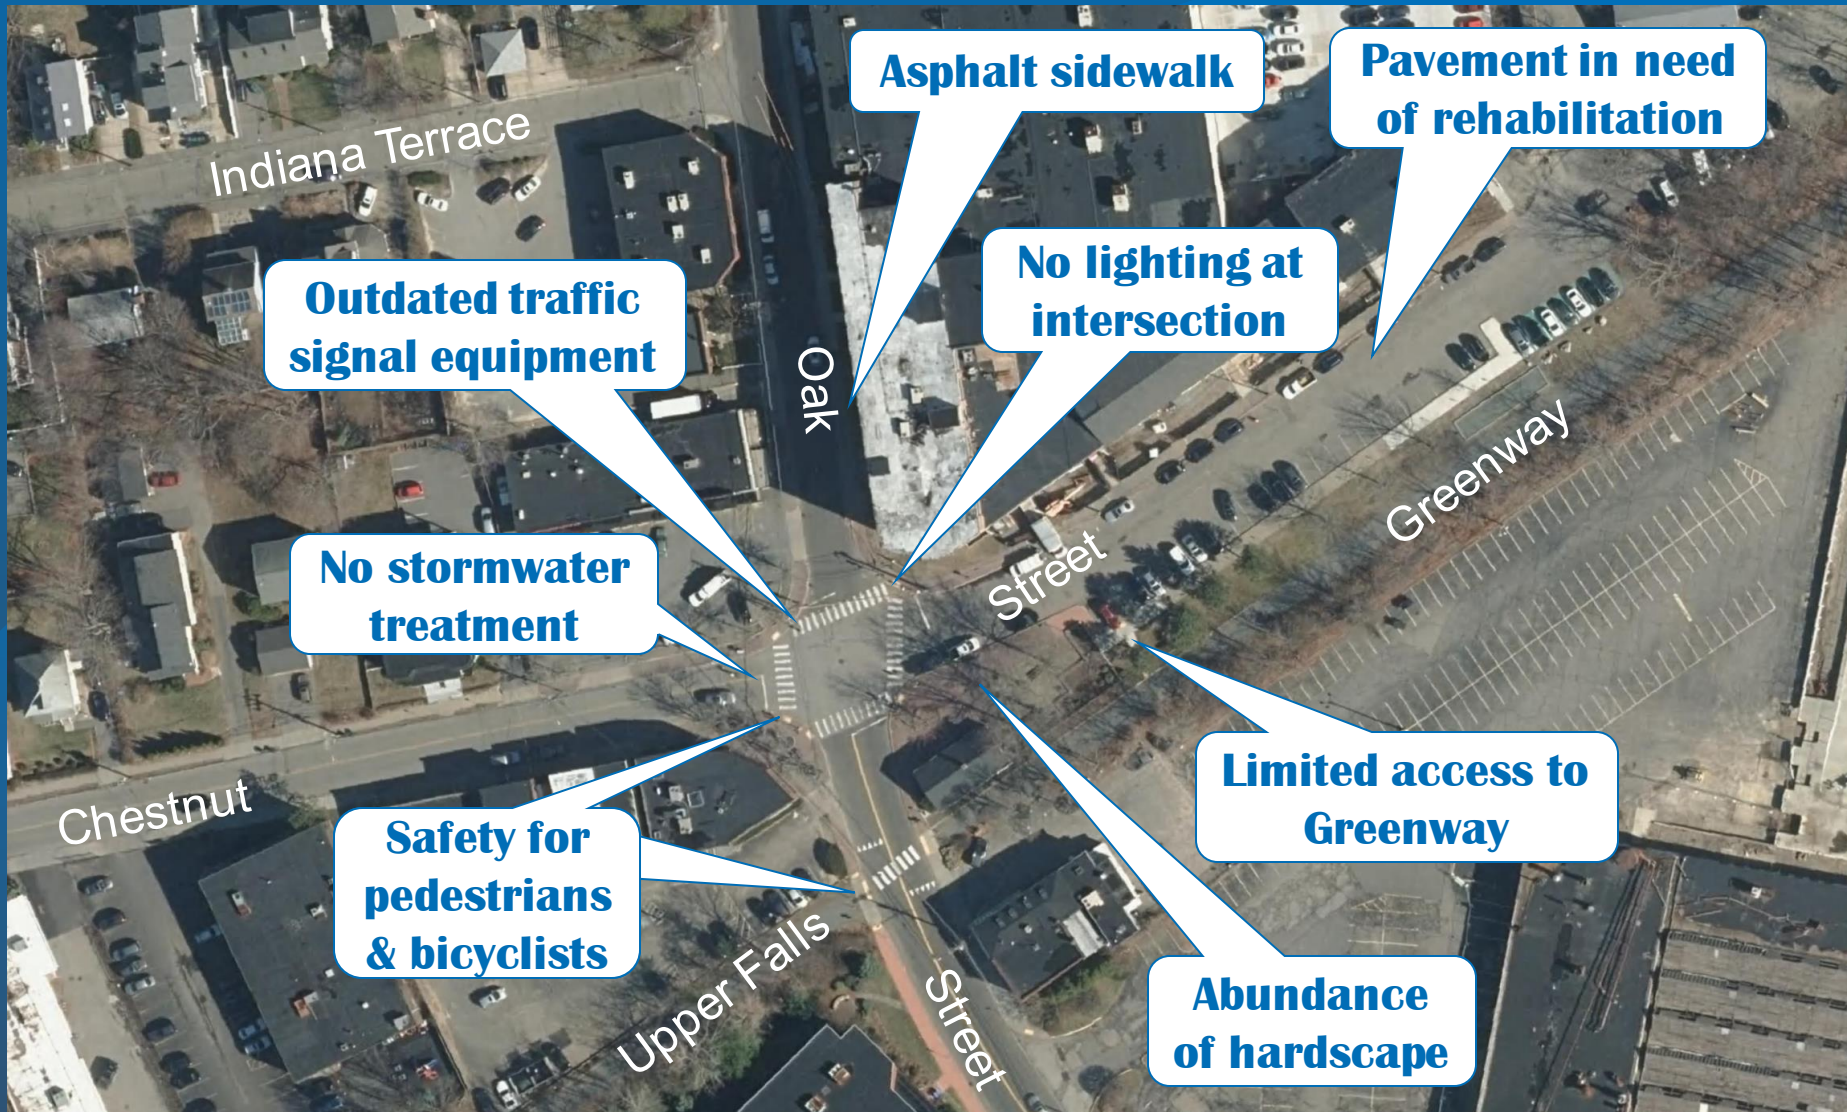 Asphalt sidewalk
Pavement in need
of rehabilitation
Indiana Terrace
No lighting at
intersection
Outdated traffic
signal equipment
Oak
Greenway
No stormwater
treatment
Street
Chestnut
Limited access to
Greenway
Safety for
pedestrians
& bicyclists
Upper Falls
Street
Abundance
of hardscape